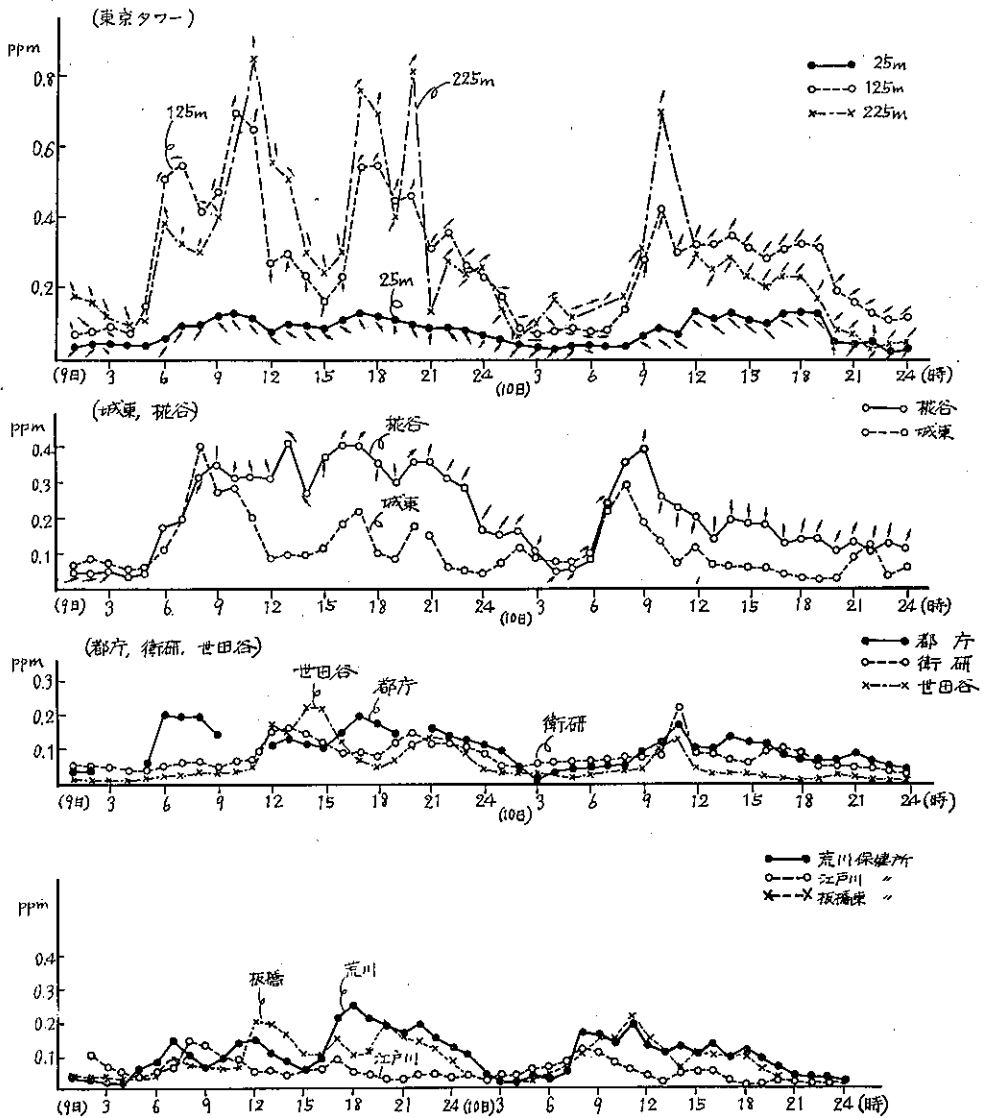 (東京タワー)
ppm
25m
125m
225m
0.8
0.6
0.4
0.2
125m
225m
25m
(9日) 3 6 9 12 15 18 21 24 (10日) 3 6 9 12 15 18 21 24 (時)
(城東, 糀谷)
ppm
糀谷
城東
0.4
0.3
0.2
0.1
糀谷
城東
(9日) 3 6 9 12 15 18 21 24 (10日) 3 6 9 12 15 18 21 24 (時)
(都庁, 衛研, 世田谷)
ppm
都庁
衛研
世田谷
0.3
0.2
0.1
世田谷
都庁
衛研
(9日) 3 6 9 12 15 18 21 24 (10日) 3 6 9 12 15 18 21 24 (時)
ppm
荒川保健所
江戸川 〃
板橋東 〃
0.4
0.3
0.2
0.1
板橋
荒川
江戸川
(9日) 3 6 9 12 15 18 21 24 (10日) 3 6 9 12 15 18 21 24 (時)